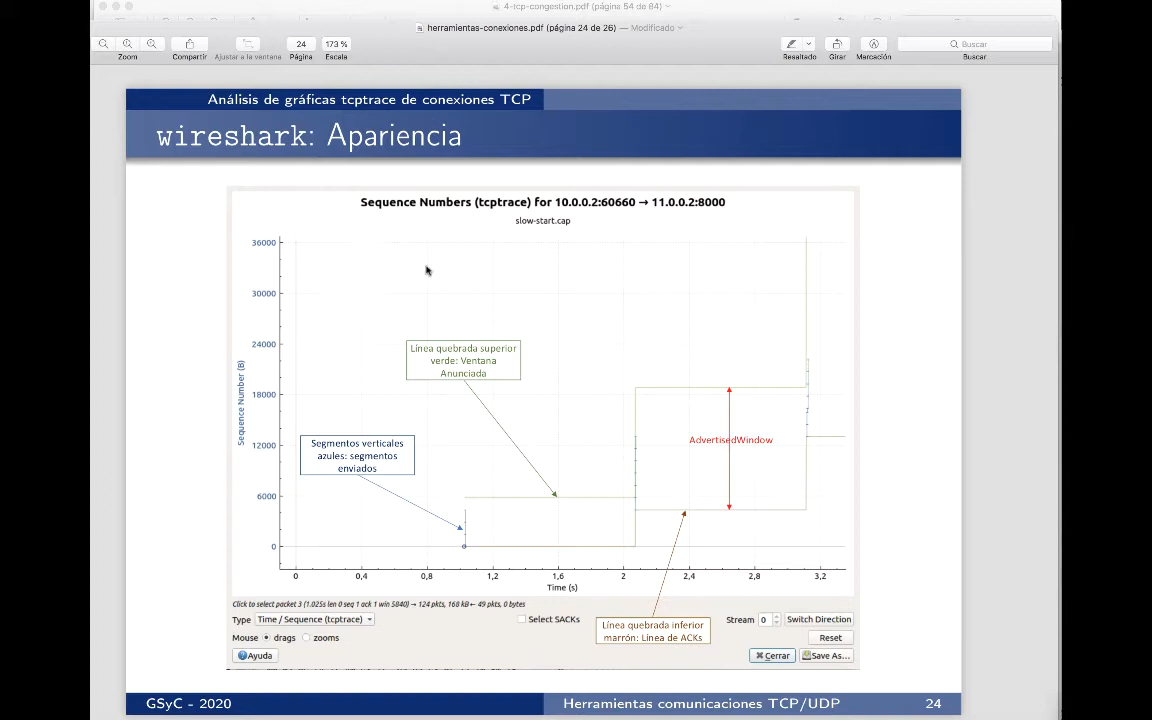 4-tcp-congestion.pdf (página 54 de 84)
herramientas-conexiones.pdf (página 24 de 26) — Modificado
24
173 %
Buscar
Zoom
Compartir
Ajustar a la ventana
Página
Escala
Resaltado
Girar
Marcación
Buscar
Análisis de gráficas tcptrace de conexiones TCP
wireshark: Apariencia
Sequence Numbers (tcptrace) for 10.0.0.2:60660 → 11.0.0.2:8000
slow-start.cap
36000
30000
24000
18000
12000
6000
0
Sequence Number (B)
Línea quebrada superior
verde: Ventana
Anunciada
Segmentos verticales
azules: segmentos
enviados
AdvertisedWindow
0
0,4
0,8
1,2
1,6
2
2,4
2,8
3,2
Time (s)
Click to select packet 3 (1.025s len 0 seq 1 ack 1 win 5840) → 124 pkts, 168 kB ← 49 pkts, 0 bytes
Type Time / Sequence (tcptrace)
Select SACKs
Stream 0 Switch Direction
Línea quebrada inferior
marrón: Línea de ACKs
Mouse drags zooms
Reset
Ayuda
Cerrar
Save As...
GSyC - 2020
Herramientas comunicaciones TCP/UDP
24